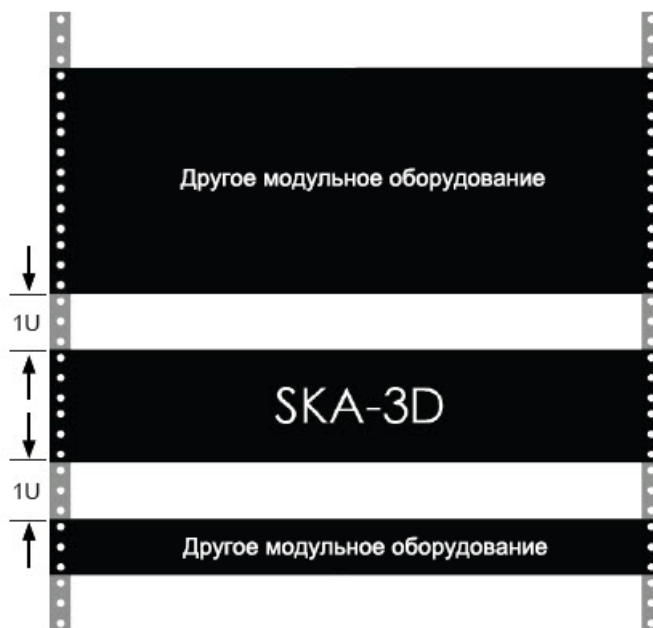 Другое модульное оборудование
1U
SKA-3D
1U
Другое модульное оборудование